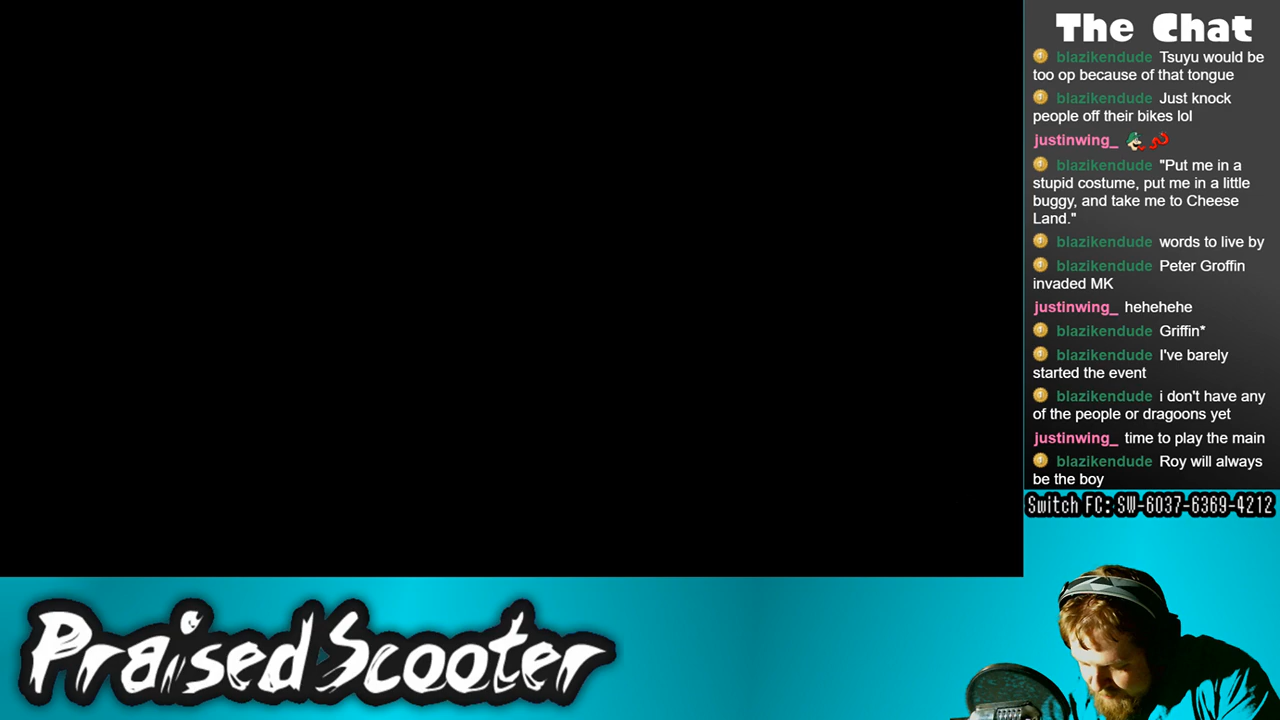 The Chat
blazikendude Tsuyu would be
too op because of that tongue
blazikendude Just knock
people off their bikes lol
justinwing_
blazikendude "Put me in a
stupid costume, put me in a little
buggy, and take me to Cheese
Land."
blazikendude words to live by
blazikendude Peter Groffin
invaded MK
justinwing_ hehehehe
blazikendude Griffin*
blazikendude I've barely
started the event
blazikendude i don't have any
of the people or dragoons yet
justinwing_ time to play the main
blazikendude Roy will always
be the boy
Switch FC: SW-6037-6369-4212
PraisedScooter